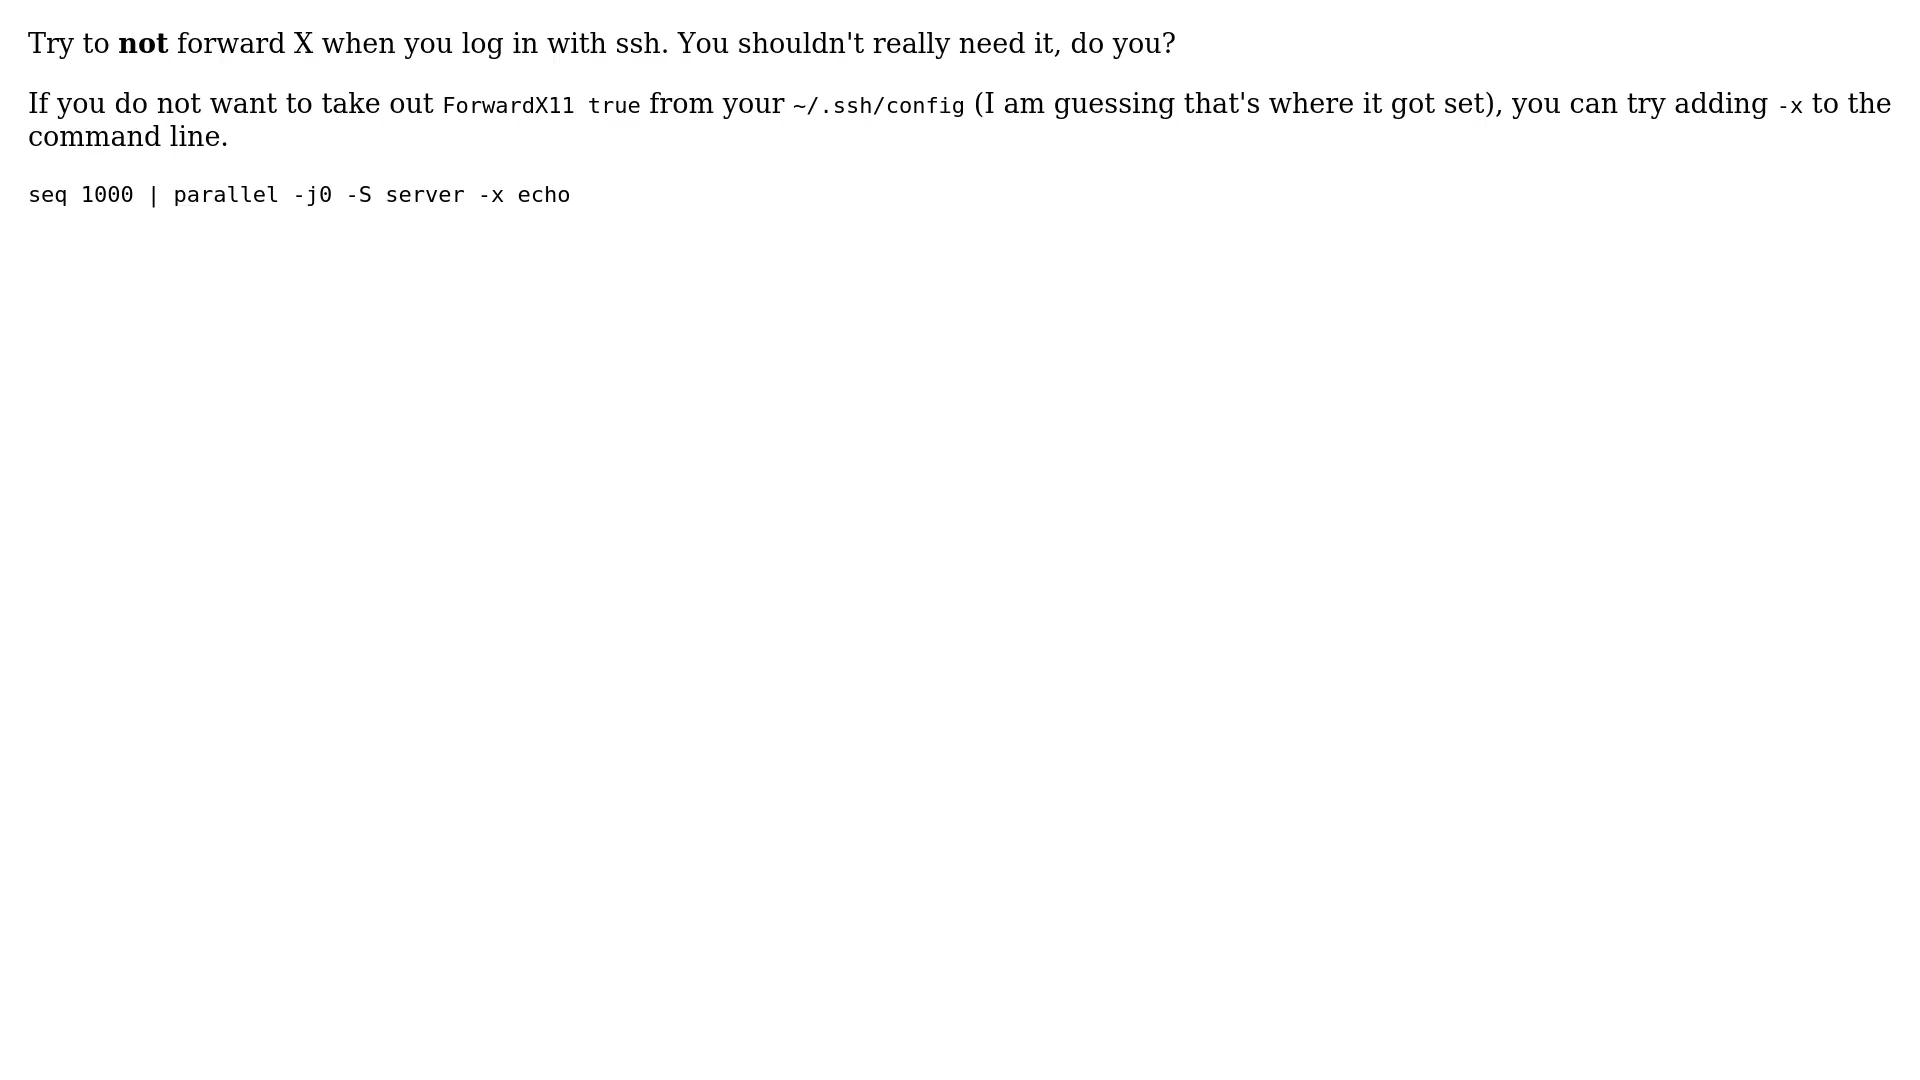 Try to not forward X when you log in with ssh. You shouldn't really need it, do you?
If you do not want to take out ForwardX11 true from your ~/.ssh/config (I am guessing that's where it got set), you can try adding -x to the
command line.
seq 1000 | parallel -j0 -S server -x echo